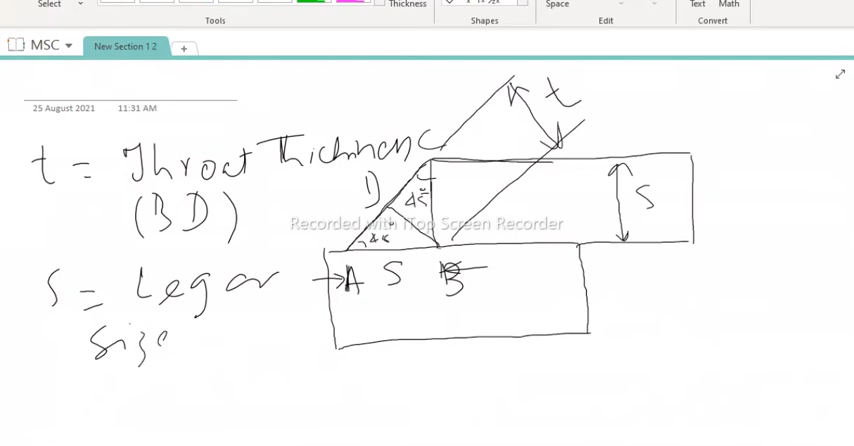 Select
Thickness
Space
Text Math
Tools
Shapes
Edit
Convert
MSC
New Section 1 2
+
25 August 2021 11:31 AM
t
t = Throat Thickness
(BD)
D
C
45°
S
Recorded with iTop Screen Recorder
S = Leg or
Size
A S B